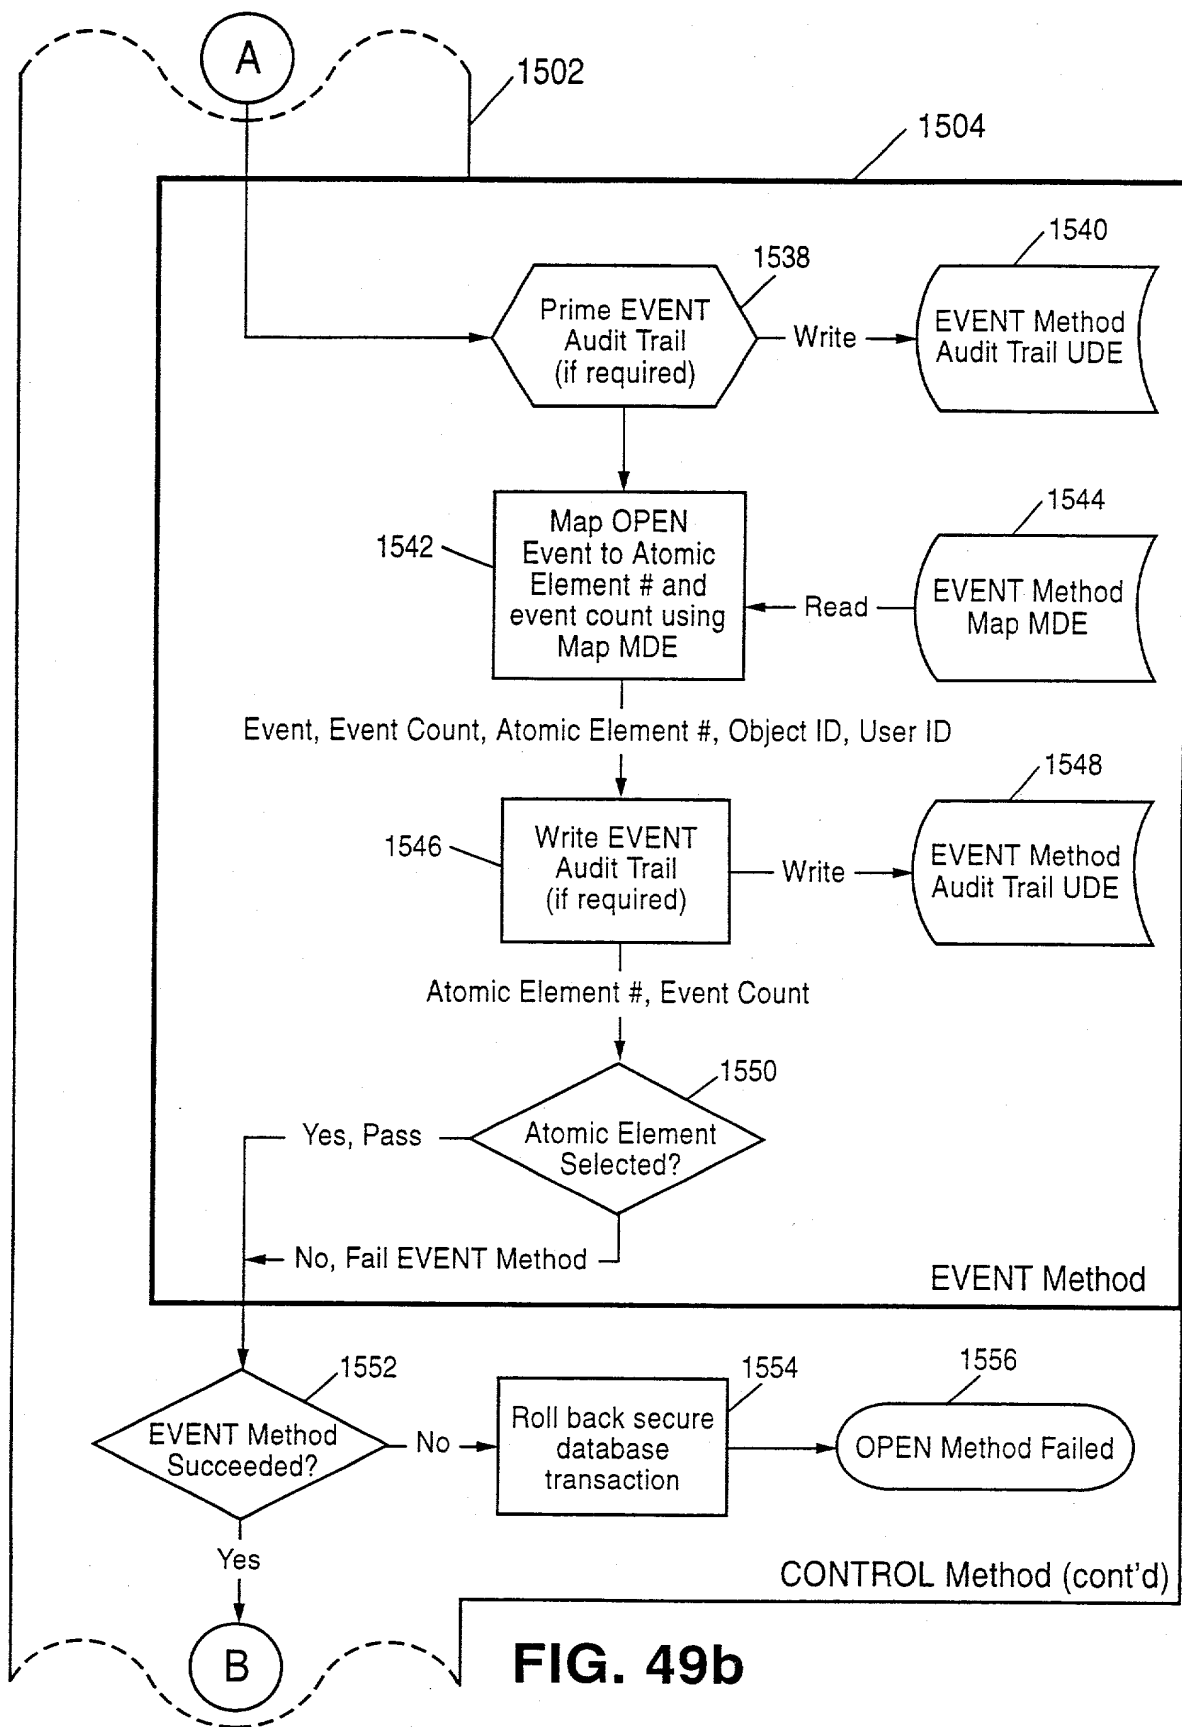 A
1502
1504
1538
1540
Prime EVENT
Audit Trail
(if required)
Write
EVENT Method
Audit Trail UDE
1542
Map OPEN
Event to Atomic
Element # and
event count using
Map MDE
Read
1544
EVENT Method
Map MDE
Event, Event Count, Atomic Element #, Object ID, User ID
1546
Write EVENT
Audit Trail
(if required)
Write
1548
EVENT Method
Audit Trail UDE
Atomic Element #, Event Count
1550
Atomic Element
Selected?
Yes, Pass
No, Fail EVENT Method
EVENT Method
1552
EVENT Method
Succeeded?
No
1554
Roll back secure
database
transaction
1556
OPEN Method Failed
Yes
CONTROL Method (cont'd)
B
FIG. 49b